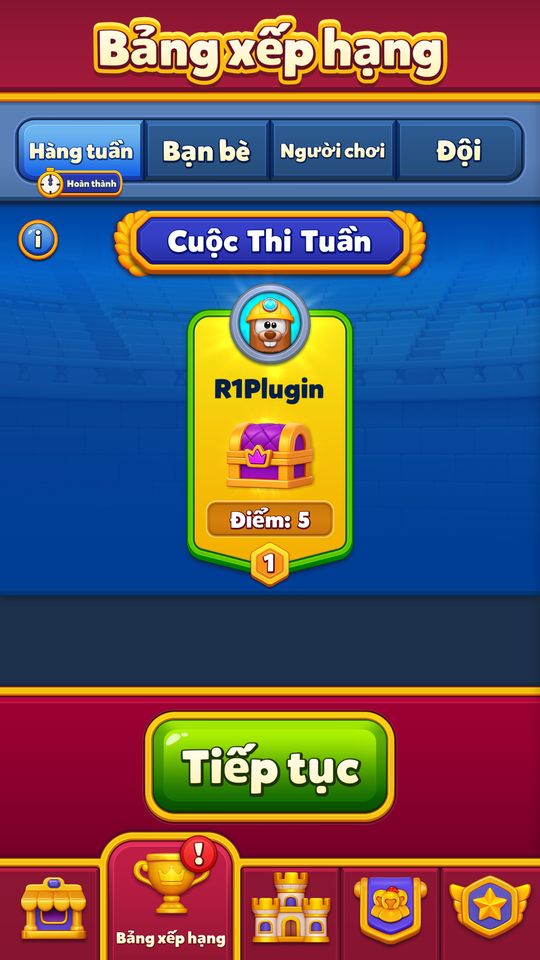 Bảng xếp hạng
Hàng tuần
Bạn bè
Người chơi
Đội
Hoàn thành
i
Cuộc Thi Tuần
R1Plugin
Điểm: 5
1
Tiếp tục
!
Bảng xếp hạng